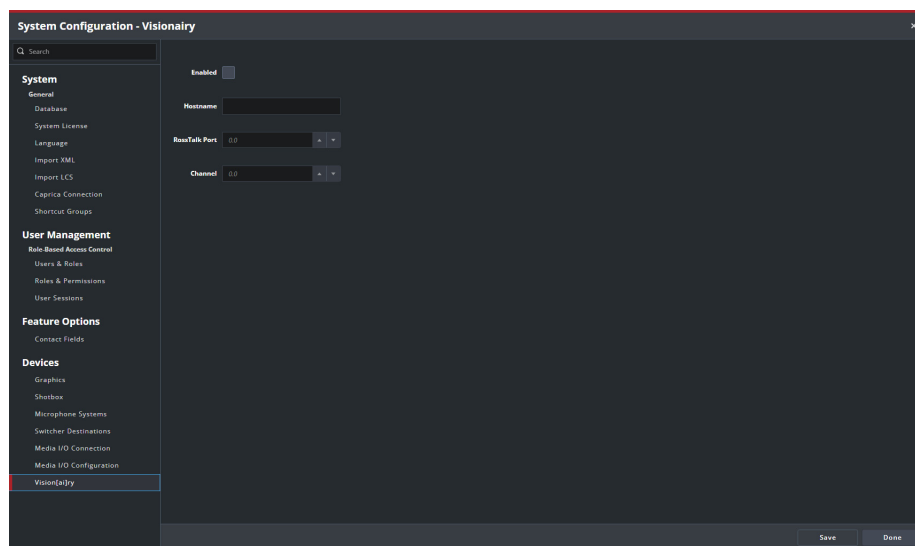 System Configuration - Visionairy
×
Search
System
General
Database
System License
Language
Import XML
Import LCS
Caprica Connection
Shortcut Groups
User Management
Role-Based Access Control
Users & Roles
Roles & Permissions
User Sessions
Feature Options
Contact Fields
Devices
Graphics
Shotbox
Microphone Systems
Switcher Destinations
Media I/O Connection
Media I/O Configuration
Vision[ai]ry
Enabled
Hostname
RossTalk Port 0.0
Channel 0.0
Save Done